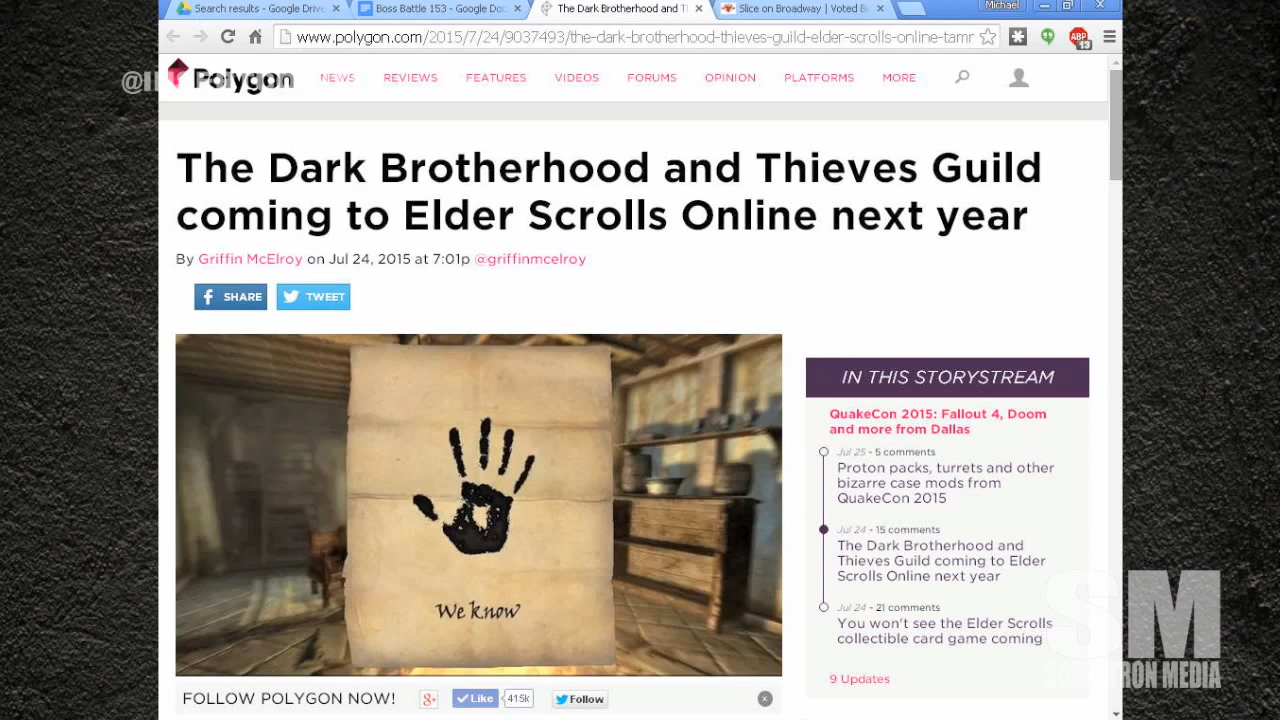 Search results - Google Drive
Boss Battle 153 - Google Doc
The Dark Brotherhood and T
Slice on Broadway | Voted B
Michael
www.polygon.com/2015/7/24/9037493/the-dark-brotherhood-thieves-guild-elder-scrolls-online-tamr
ABP
13
Polygon
NEWS
REVIEWS
FEATURES
VIDEOS
FORUMS
OPINION
PLATFORMS
MORE
The Dark Brotherhood and Thieves Guild
coming to Elder Scrolls Online next year
By Griffin McElroy on Jul 24, 2015 at 7:01p @griffinmcelroy
SHARE
TWEET
We know
IN THIS STORYSTREAM
QuakeCon 2015: Fallout 4, Doom
and more from Dallas
Jul 25 - 5 comments
Proton packs, turrets and other
bizarre case mods from
QuakeCon 2015
Jul 24 - 15 comments
The Dark Brotherhood and
Thieves Guild coming to Elder
Scrolls Online next year
Jul 24 - 21 comments
You won't see the Elder Scrolls
collectible card game coming
9 Updates
FOLLOW POLYGON NOW!
Like
415k
Follow
SM
MEDIA